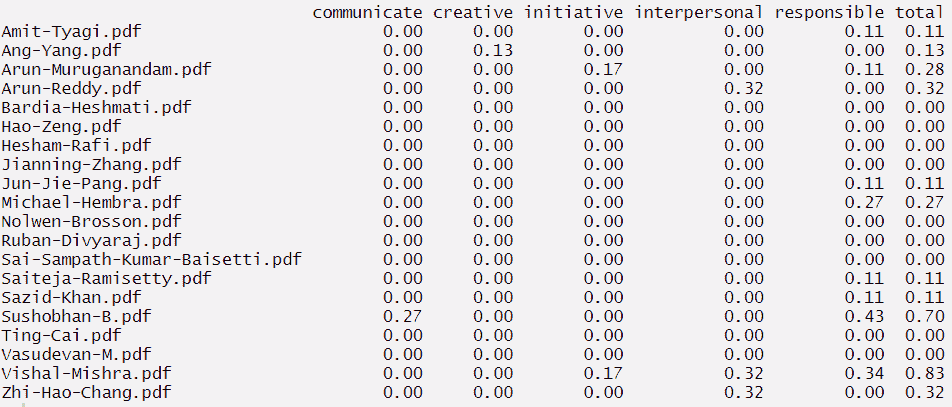 communicate creative initiative interpersonal responsible total
Amit-Tyagi.pdf 0.00 0.00 0.00 0.00 0.11 0.11
Ang-Yang.pdf 0.00 0.13 0.00 0.00 0.00 0.13
Arun-Muruganandam.pdf 0.00 0.00 0.17 0.00 0.11 0.28
Arun-Reddy.pdf 0.00 0.00 0.00 0.32 0.00 0.32
Bardia-Heshmati.pdf 0.00 0.00 0.00 0.00 0.00 0.00
Hao-Zeng.pdf 0.00 0.00 0.00 0.00 0.00 0.00
Hesham-Rafi.pdf 0.00 0.00 0.00 0.00 0.00 0.00
Jianning-Zhang.pdf 0.00 0.00 0.00 0.00 0.00 0.00
Jun-Jie-Pang.pdf 0.00 0.00 0.00 0.00 0.11 0.11
Michael-Hembra.pdf 0.00 0.00 0.00 0.00 0.27 0.27
Nolwen-Brosson.pdf 0.00 0.00 0.00 0.00 0.00 0.00
Ruban-Divyaraj.pdf 0.00 0.00 0.00 0.00 0.00 0.00
Sai-Sampath-Kumar-Baisetti.pdf 0.00 0.00 0.00 0.00 0.00 0.00
Saiteja-Ramisetty.pdf 0.00 0.00 0.00 0.00 0.11 0.11
Sazid-Khan.pdf 0.00 0.00 0.00 0.00 0.11 0.11
Sushobhan-B.pdf 0.27 0.00 0.00 0.00 0.43 0.70
Ting-Cai.pdf 0.00 0.00 0.00 0.00 0.00 0.00
Vasudevan-M.pdf 0.00 0.00 0.00 0.00 0.00 0.00
Vishal-Mishra.pdf 0.00 0.00 0.17 0.32 0.34 0.83
Zhi-Hao-Chang.pdf 0.00 0.00 0.00 0.32 0.00 0.32